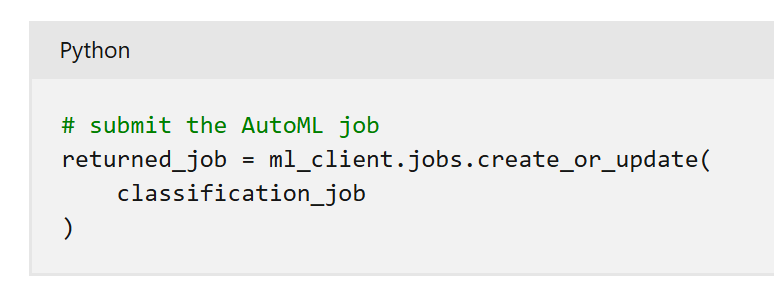 Python
# submit the AutoML job
returned_job = ml_client.jobs.create_or_update(
    classification_job
)